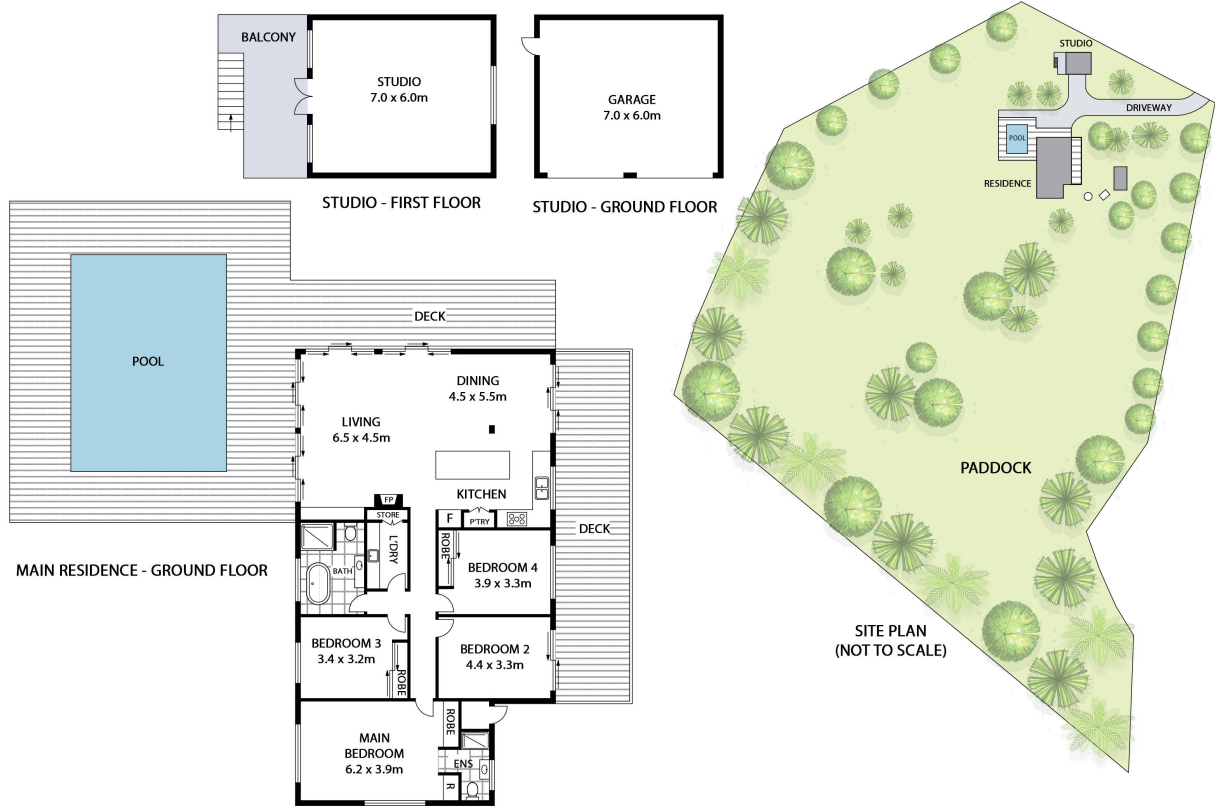 BALCONY
STUDIO
7.0 x 6.0m
STUDIO - FIRST FLOOR
GARAGE
7.0 x 6.0m
STUDIO - GROUND FLOOR
POOL
DECK
DINING
4.5 x 5.5m
LIVING
6.5 x 4.5m
KITCHEN
FP
STORE
F
P'TRY
DECK
L'DRY
BATH
ROBE
BEDROOM 4
3.9 x 3.3m
MAIN RESIDENCE - GROUND FLOOR
BEDROOM 3
3.4 x 3.2m
ROBE
BEDROOM 2
4.4 x 3.3m
MAIN
BEDROOM
6.2 x 3.9m
ROBE
ENS
R
STUDIO
DRIVEWAY
POOL
RESIDENCE
PADDOCK
SITE PLAN
(NOT TO SCALE)